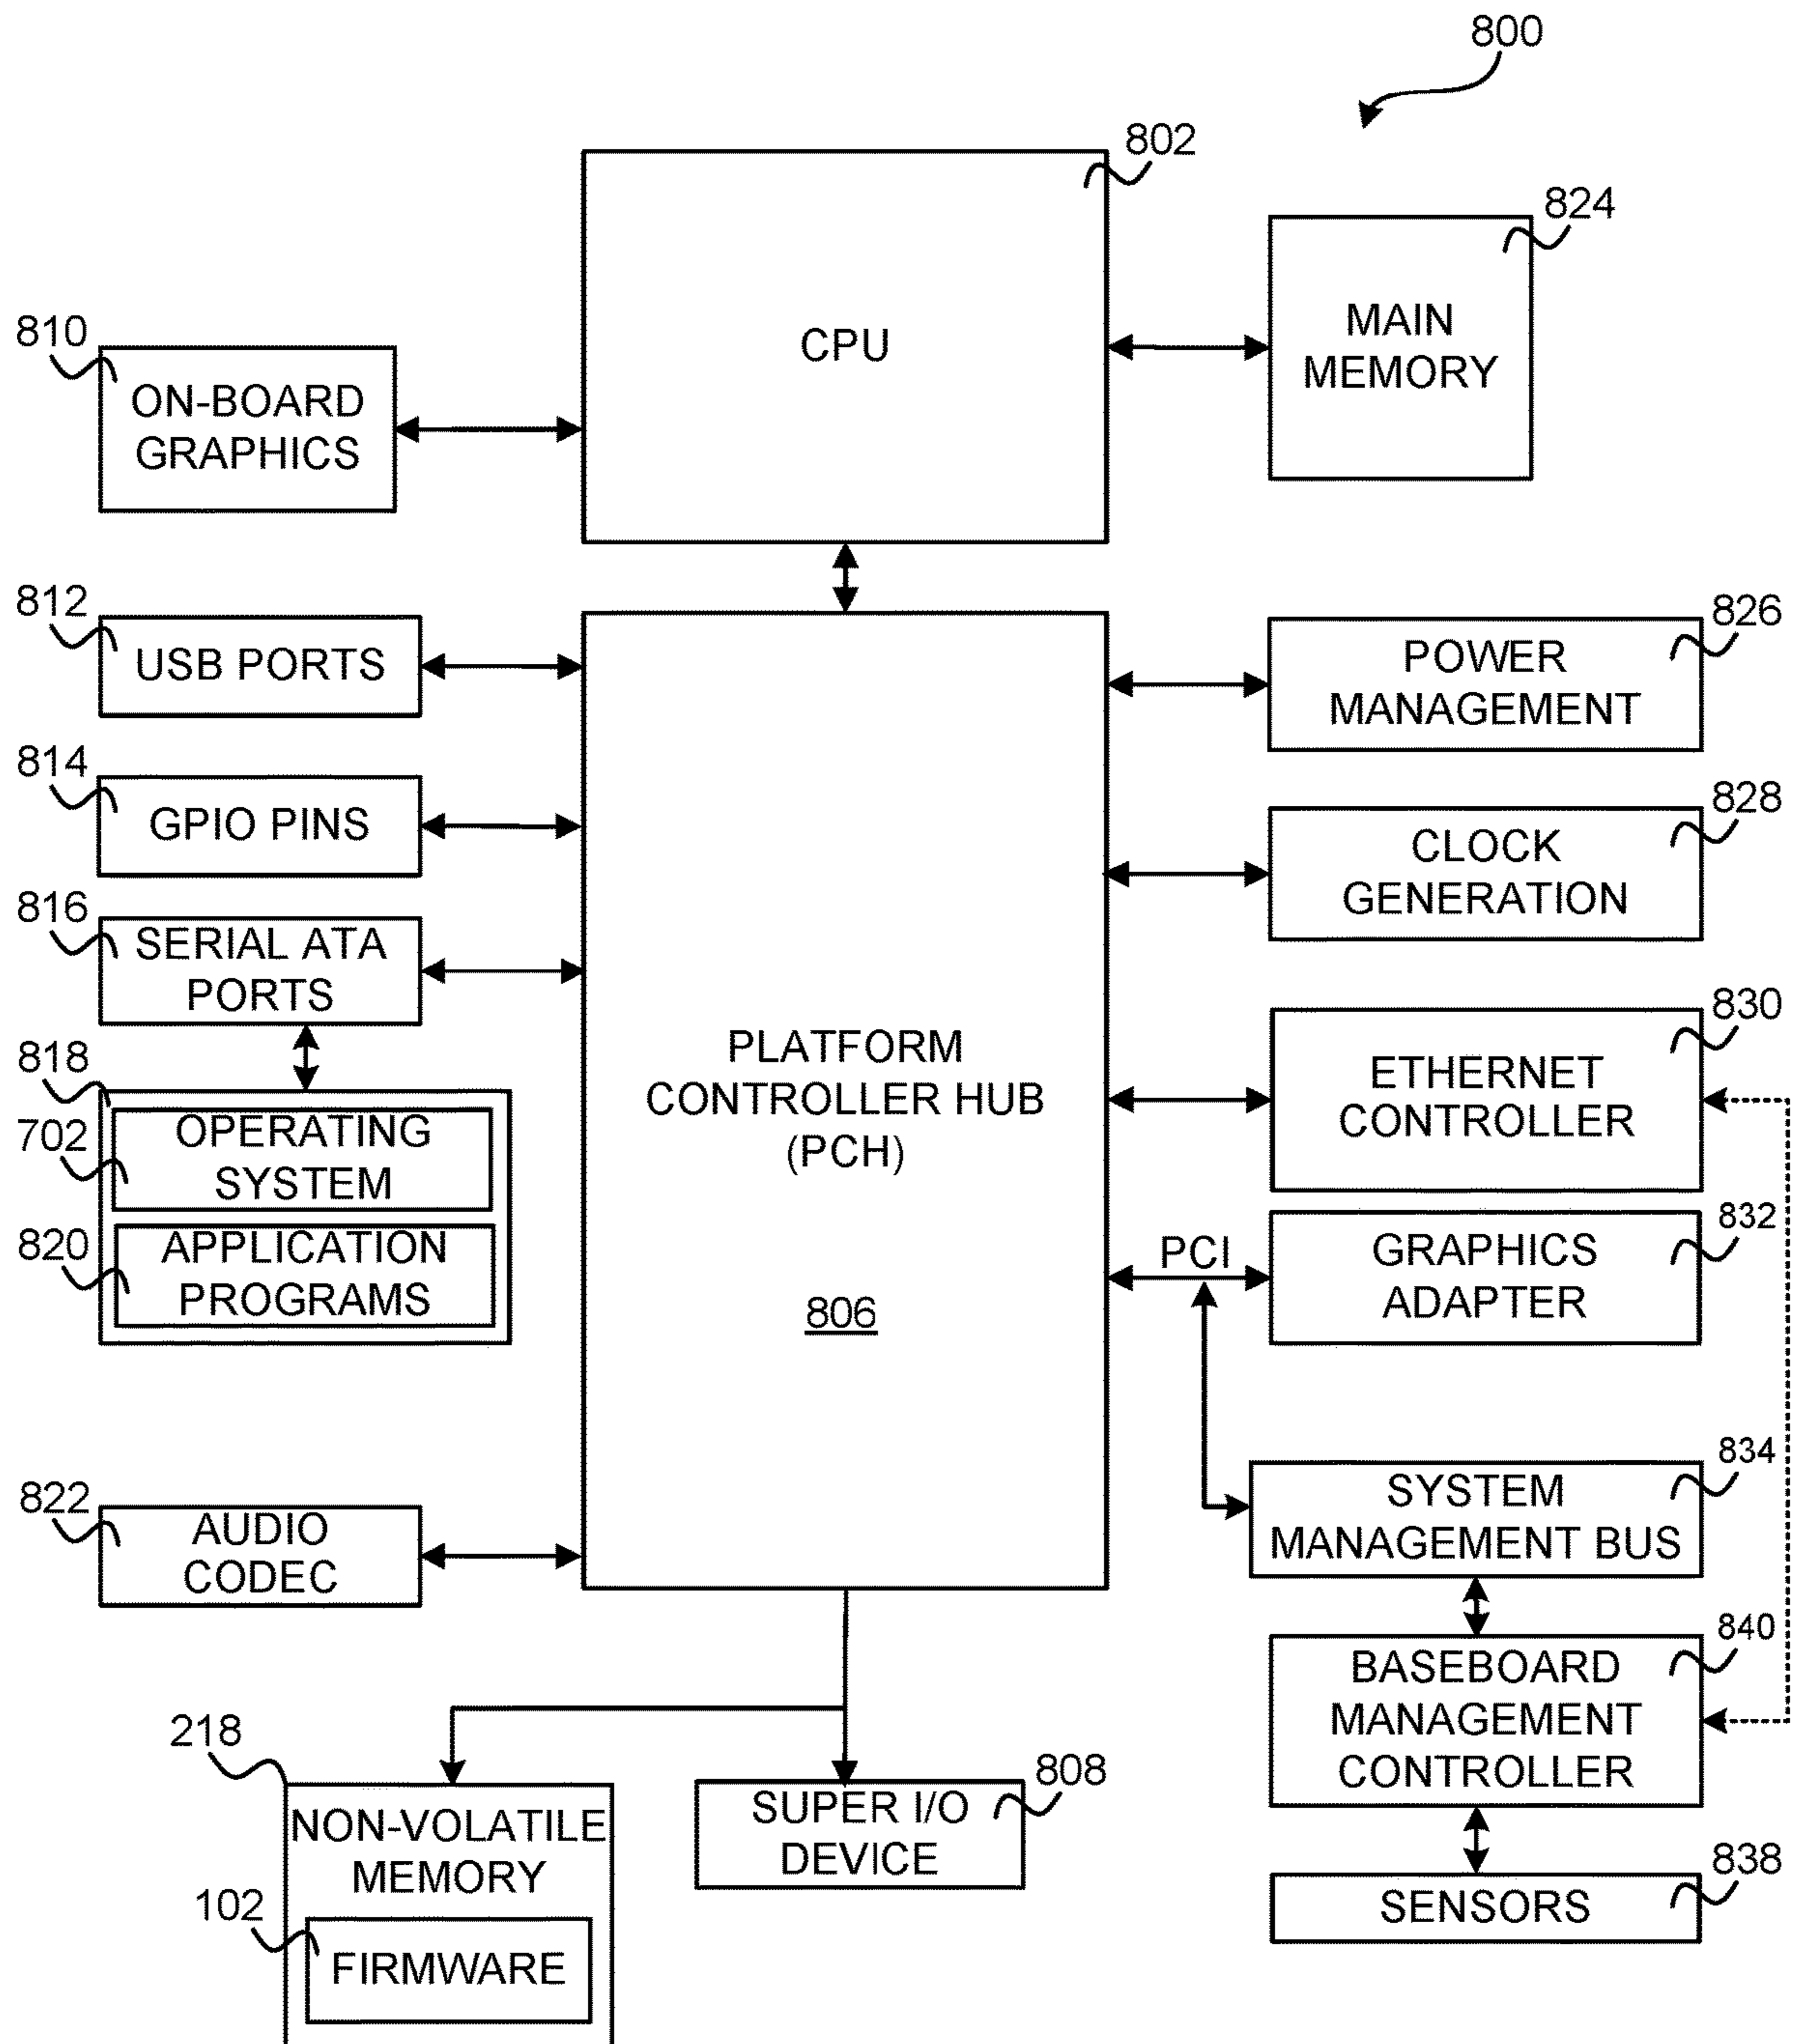 800
802
CPU
824
MAIN
MEMORY
810
ON-BOARD
GRAPHICS
812
USB PORTS
814
GPIO PINS
816
SERIAL ATA
PORTS
818
702
OPERATING
SYSTEM
820
APPLICATION
PROGRAMS
822
AUDIO
CODEC
PLATFORM
CONTROLLER HUB
(PCH)
806
826
POWER
MANAGEMENT
828
CLOCK
GENERATION
830
ETHERNET
CONTROLLER
PCI
832
GRAPHICS
ADAPTER
834
SYSTEM
MANAGEMENT BUS
840
BASEBOARD
MANAGEMENT
CONTROLLER
838
SENSORS
218
NON-VOLATILE
MEMORY
102
FIRMWARE
808
SUPER I/O
DEVICE